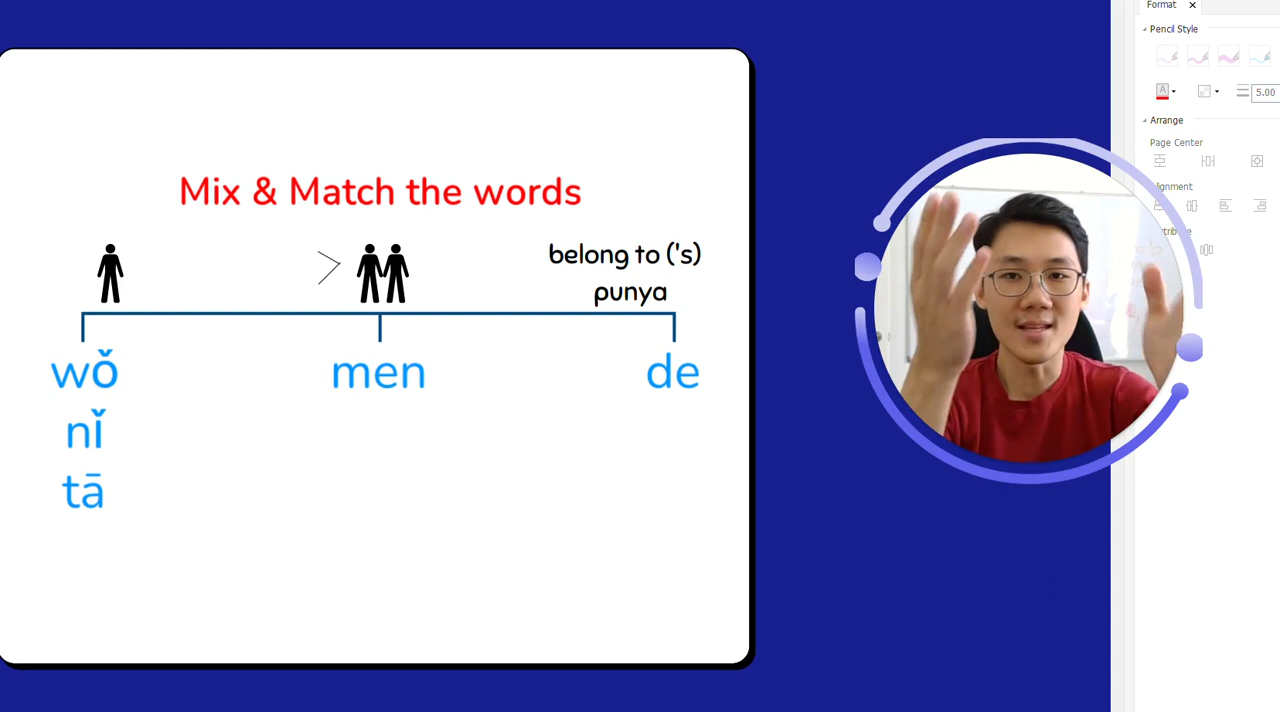 Format
Pencil Style
5.00
Arrange
Page Center
Mix & Match the words
belong to ('s)
punya
wǒ
men
de
nǐ
tā